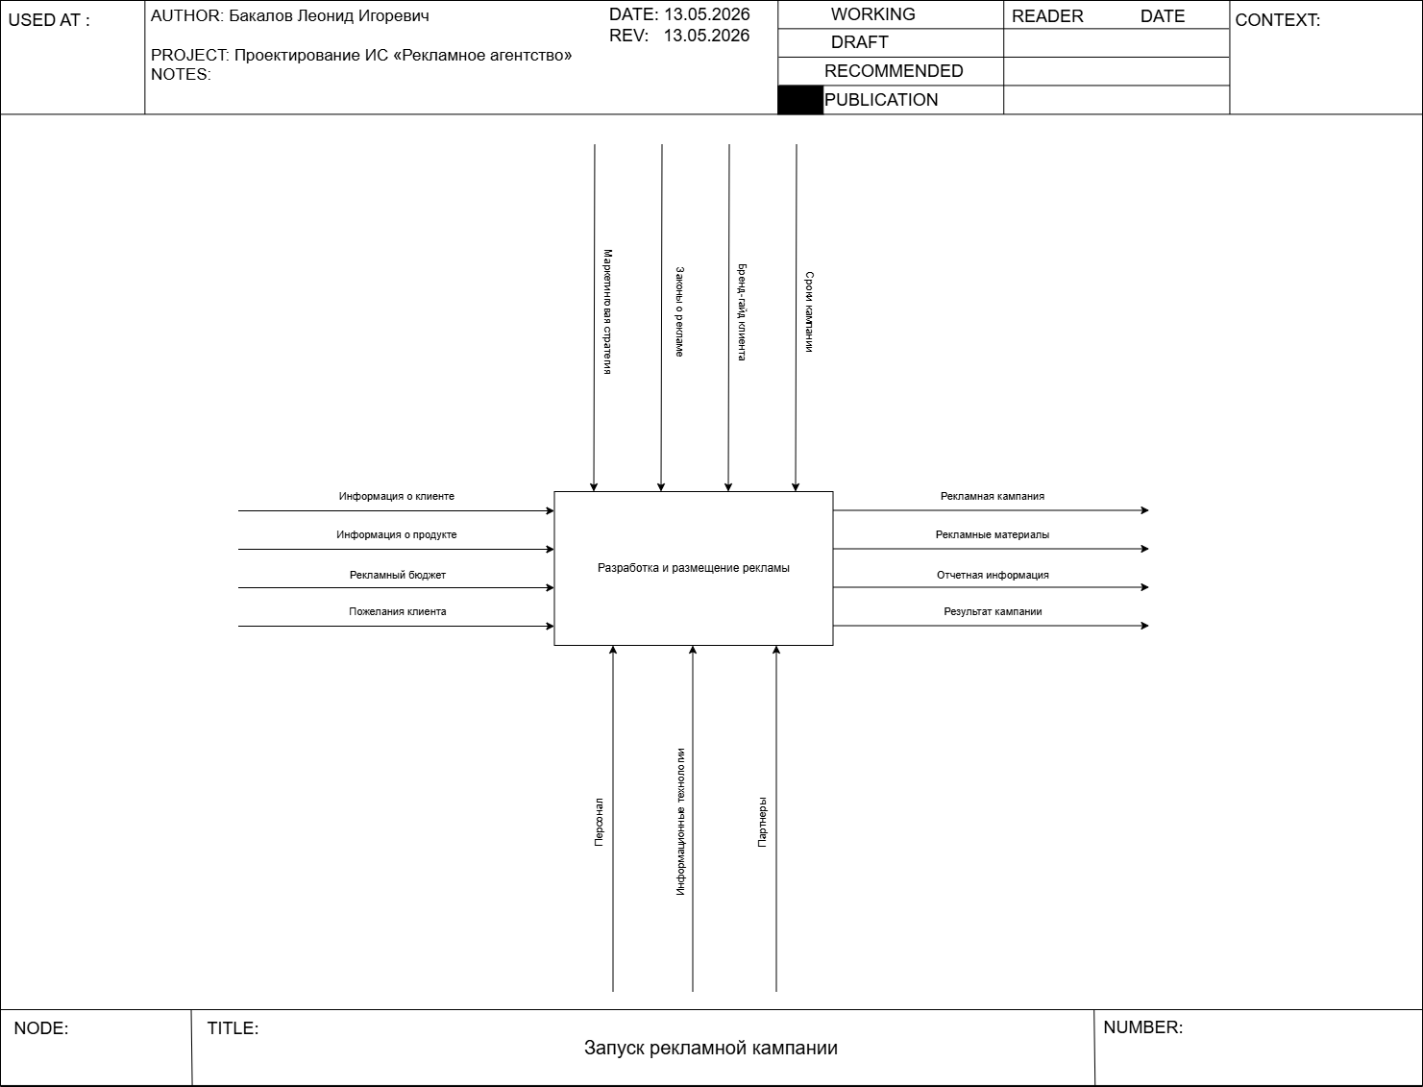 USED AT :
AUTHOR: Бакалов Леонид Игоревич
PROJECT: Проектирование ИС «Рекламное агентство»
NOTES:
DATE: 13.05.2026
REV: 13.05.2026
WORKING
DRAFT
RECOMMENDED
PUBLICATION
READER DATE
CONTEXT:
Маркетинговая стратегия
Законы о рекламе
Бренд-гайд клиента
Сроки кампании
Информация о клиенте
Информация о продукте
Рекламный бюджет
Пожелания клиента
Разработка и размещение рекламы
Рекламная кампания
Рекламные материалы
Отчетная информация
Результат кампании
Персонал
Информационные технологии
Партнеры
NODE:
TITLE:
Запуск рекламной кампании
NUMBER: